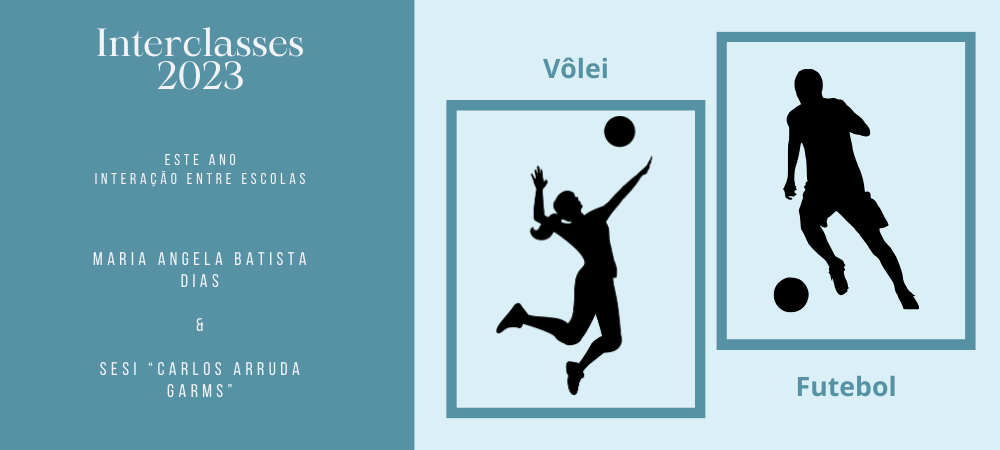 Interclasses
2023
ESTE ANO
INTERAÇÃO ENTRE ESCOLAS
MARIA ANGELA BATISTA
DIAS
&
SESI “CARLOS ARRUDA
GARMS”
Vôlei
Futebol